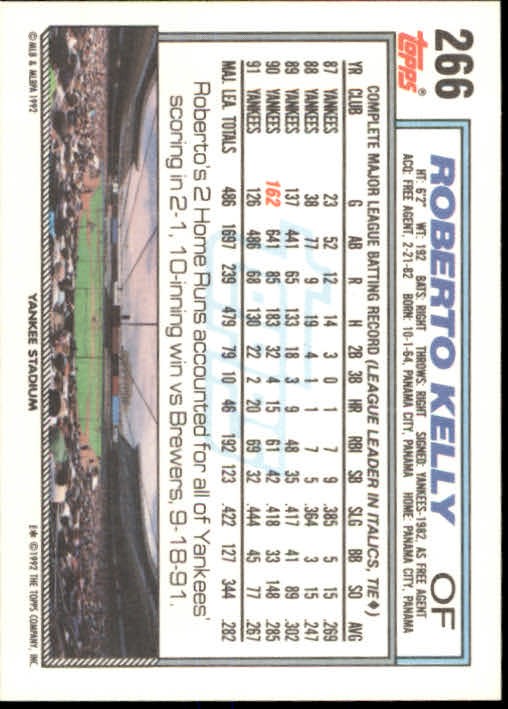 266
Topps®
ROBERTO KELLY OF
HT: 6'2" WT: 192 BATS: RIGHT THROWS: RIGHT SIGNED: YANKEES-1982, AS FREE AGENT
ACQ: FREE AGENT, 2-21-82 BORN: 10-1-64, PANAMA CITY, PANAMA HOME: PANAMA CITY, PANAMA
COMPLETE MAJOR LEAGUE BATTING RECORD (LEAGUE LEADER IN ITALICS, TIE♦)
YR CLUB G AB R H 2B 3B HR RBI SB SLG BB SO AVG
87 YANKEES 23 52 12 14 3 0 1 7 9 .385 5 15 .269
88 YANKEES 38 77 9 19 4 1 1 7 5 .364 3 15 .247
89 YANKEES 137 441 65 133 18 3 9 48 35 .417 41 89 .302
90 YANKEES 162 641 85 183 32 4 15 61 42 .418 33 148 .285
91 YANKEES 126 486 68 130 22 2 20 69 32 .444 45 77 .267
MAJ. LEA. TOTALS 486 1697 239 479 79 10 46 192 123 .422 127 344 .282
Roberto's 2 Home Runs accounted for all of Yankees'
scoring in 2-1, 10-inning win vs Brewers, 9-18-91.
© MLB & MLBPA 1992
YANKEE STADIUM
E* © 1992 THE TOPPS COMPANY, INC.